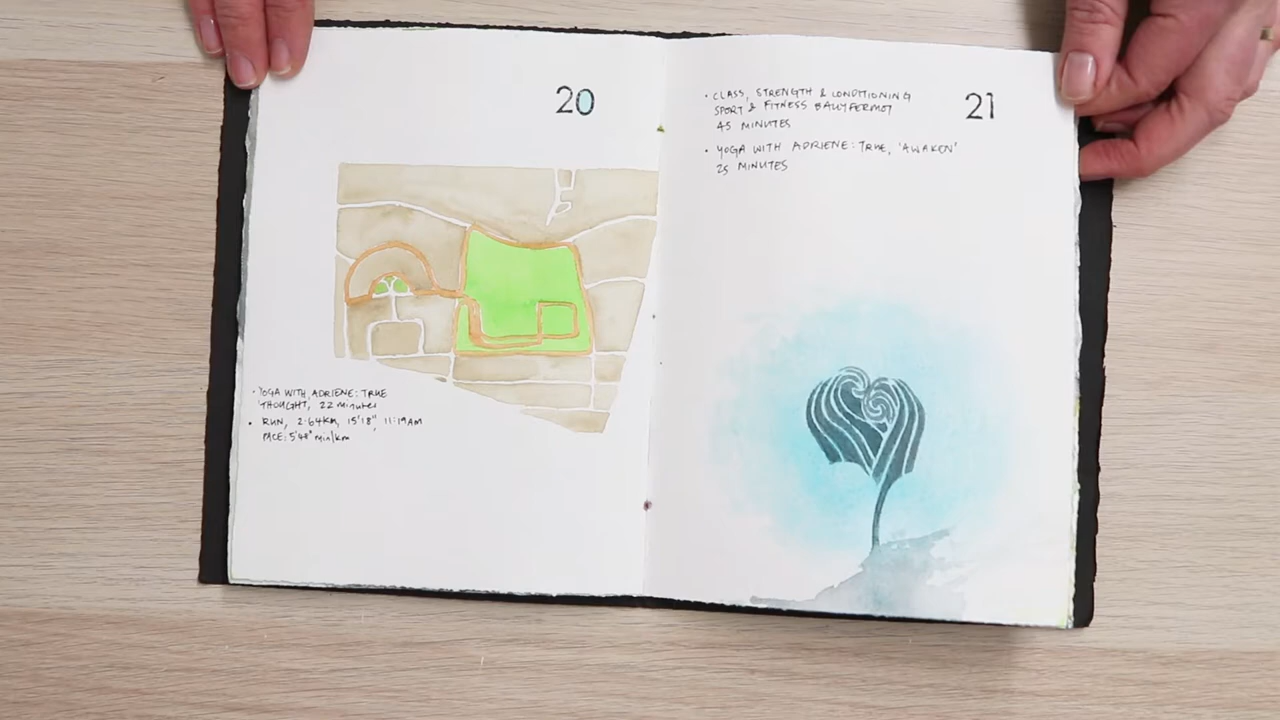 20
• YOGA WITH ADRIENE: TRUE
THOUGHT, 22 minutes
• RUN, 2.64km, 15'18", 11:19AM
PACE: 5'48" min/km
21
• CLASS, STRENGTH & CONDITIONING
SPORT & FITNESS BALLYFERMOT
45 MINUTES
• YOGA WITH ADRIENE: TRUE, 'AWAKEN'
25 MINUTES